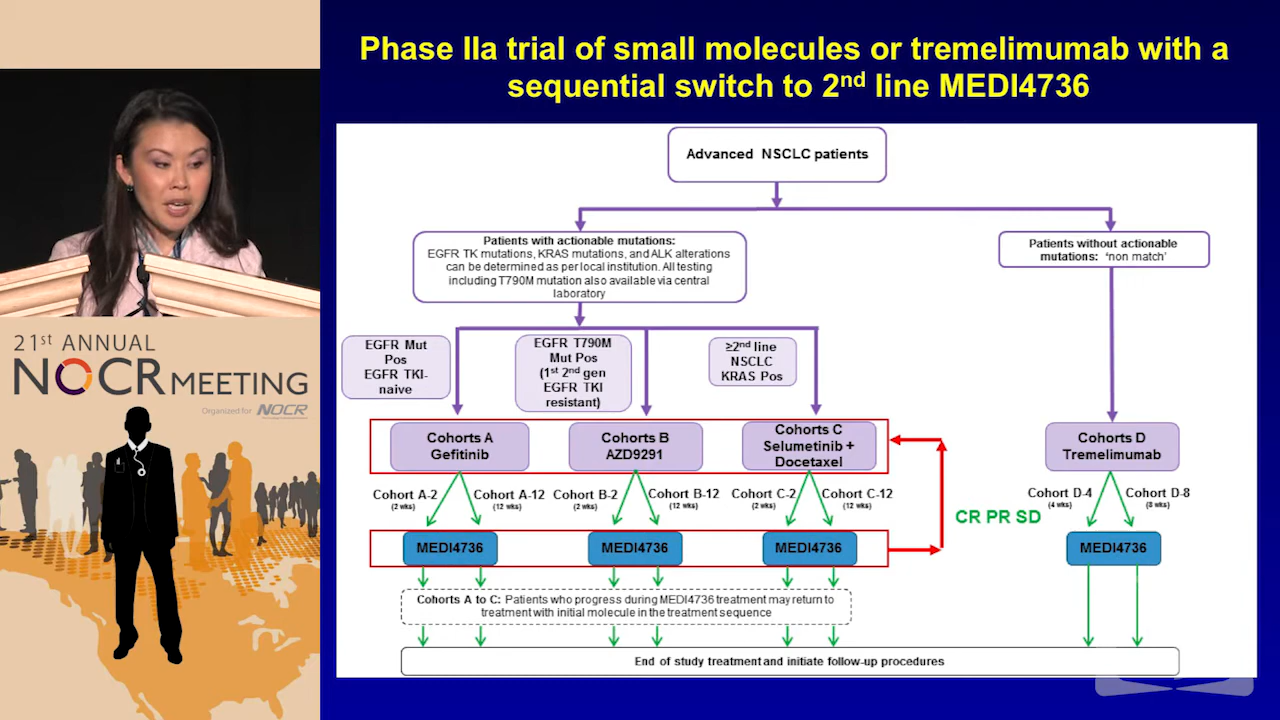 Phase IIa trial of small molecules or tremelimumab with a
sequential switch to 2nd line MEDI4736
Advanced NSCLC patients
Patients with actionable mutations:
EGFR TK mutations, KRAS mutations, and ALK alterations
can be determined as per local institution. All testing
including T790M mutation also available via central
laboratory
Patients without actionable
mutations: 'non match'
EGFR Mut
Pos
EGFR TKI-
naive
EGFR T790M
Mut Pos
(1st 2nd gen
EGFR TKI
resistant)
≥2nd line
NSCLC
KRAS Pos
Cohorts A
Gefitinib
Cohorts B
AZD9291
Cohorts C
Selumetinib +
Docetaxel
Cohorts D
Tremelimumab
Cohort A-2
(2 wks)
Cohort A-12
(12 wks)
Cohort B-2
(2 wks)
Cohort B-12
(12 wks)
Cohort C-2
(2 wks)
Cohort C-12
(12 wks)
Cohort D-4
(4 wks)
Cohort D-8
(8 wks)
CR PR SD
MEDI4736
MEDI4736
MEDI4736
MEDI4736
Cohorts A to C: Patients who progress during MEDI4736 treatment may return to
treatment with initial molecule in the treatment sequence
End of study treatment and initiate follow-up procedures
21st ANNUAL
NOCR MEETING
Organized for NOCR